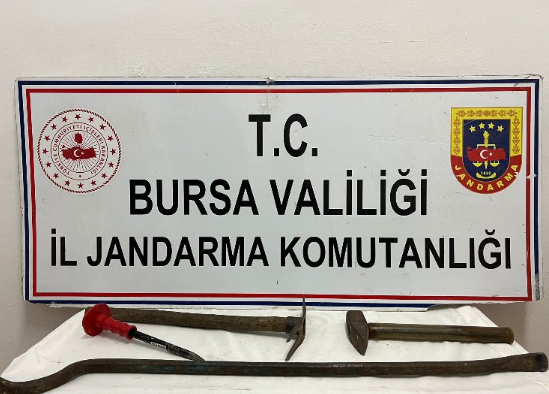 T.C.
BURSA VALİLİĞİ
İL JANDARMA KOMUTANLIĞI
JANDARMA